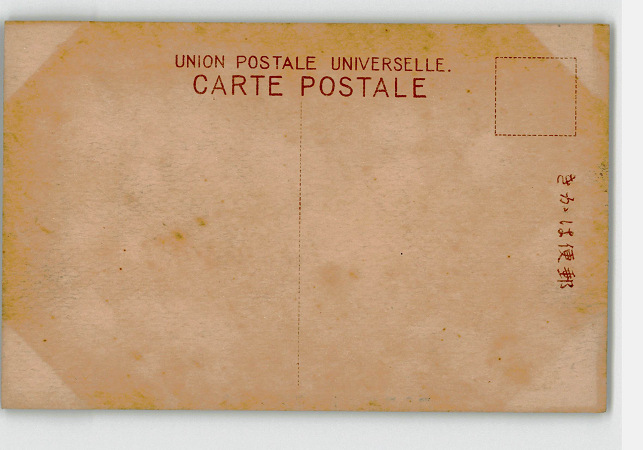 UNION POSTALE UNIVERSELLE.
CARTE POSTALE
きかは便郵